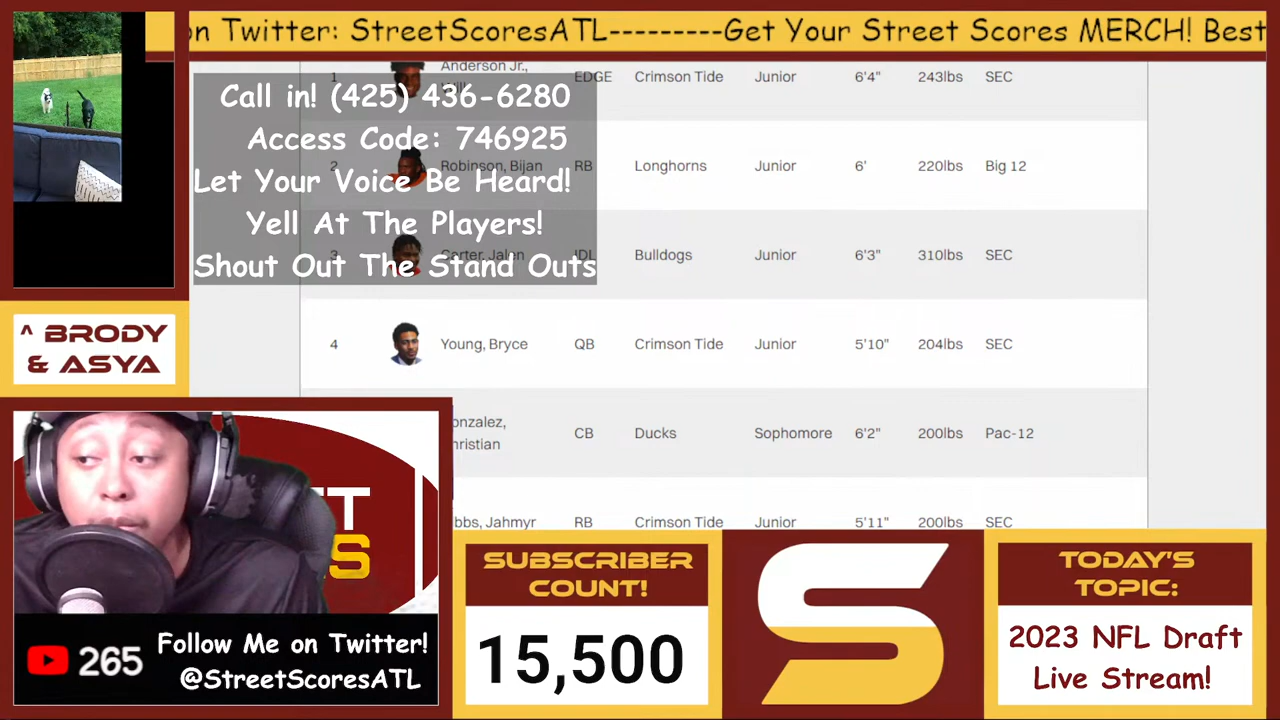 on Twitter: StreetScoresATL---------Get Your Street Scores MERCH! Best
Call in! (425) 436-6280
Access Code: 746925
Let Your Voice Be Heard!
Yell At The Players!
Shout Out The Stand Outs
1 Anderson Jr., EDGE Crimson Tide Junior 6'4" 243lbs SEC
2 Robinson, Bijan RB Longhorns Junior 6' 220lbs Big 12
3 Carter, Jalen IDL Bulldogs Junior 6'3" 310lbs SEC
4 Young, Bryce QB Crimson Tide Junior 5'10" 204lbs SEC
onzalez,
hristian
CB Ducks Sophomore 6'2" 200lbs Pac-12
bbs, Jahmyr RB Crimson Tide Junior 5'11" 200lbs SEC
^ BRODY
& ASYA
265
Follow Me on Twitter!
@StreetScoresATL
SUBSCRIBER
COUNT!
15,500
S
TODAY'S
TOPIC:
2023 NFL Draft
Live Stream!